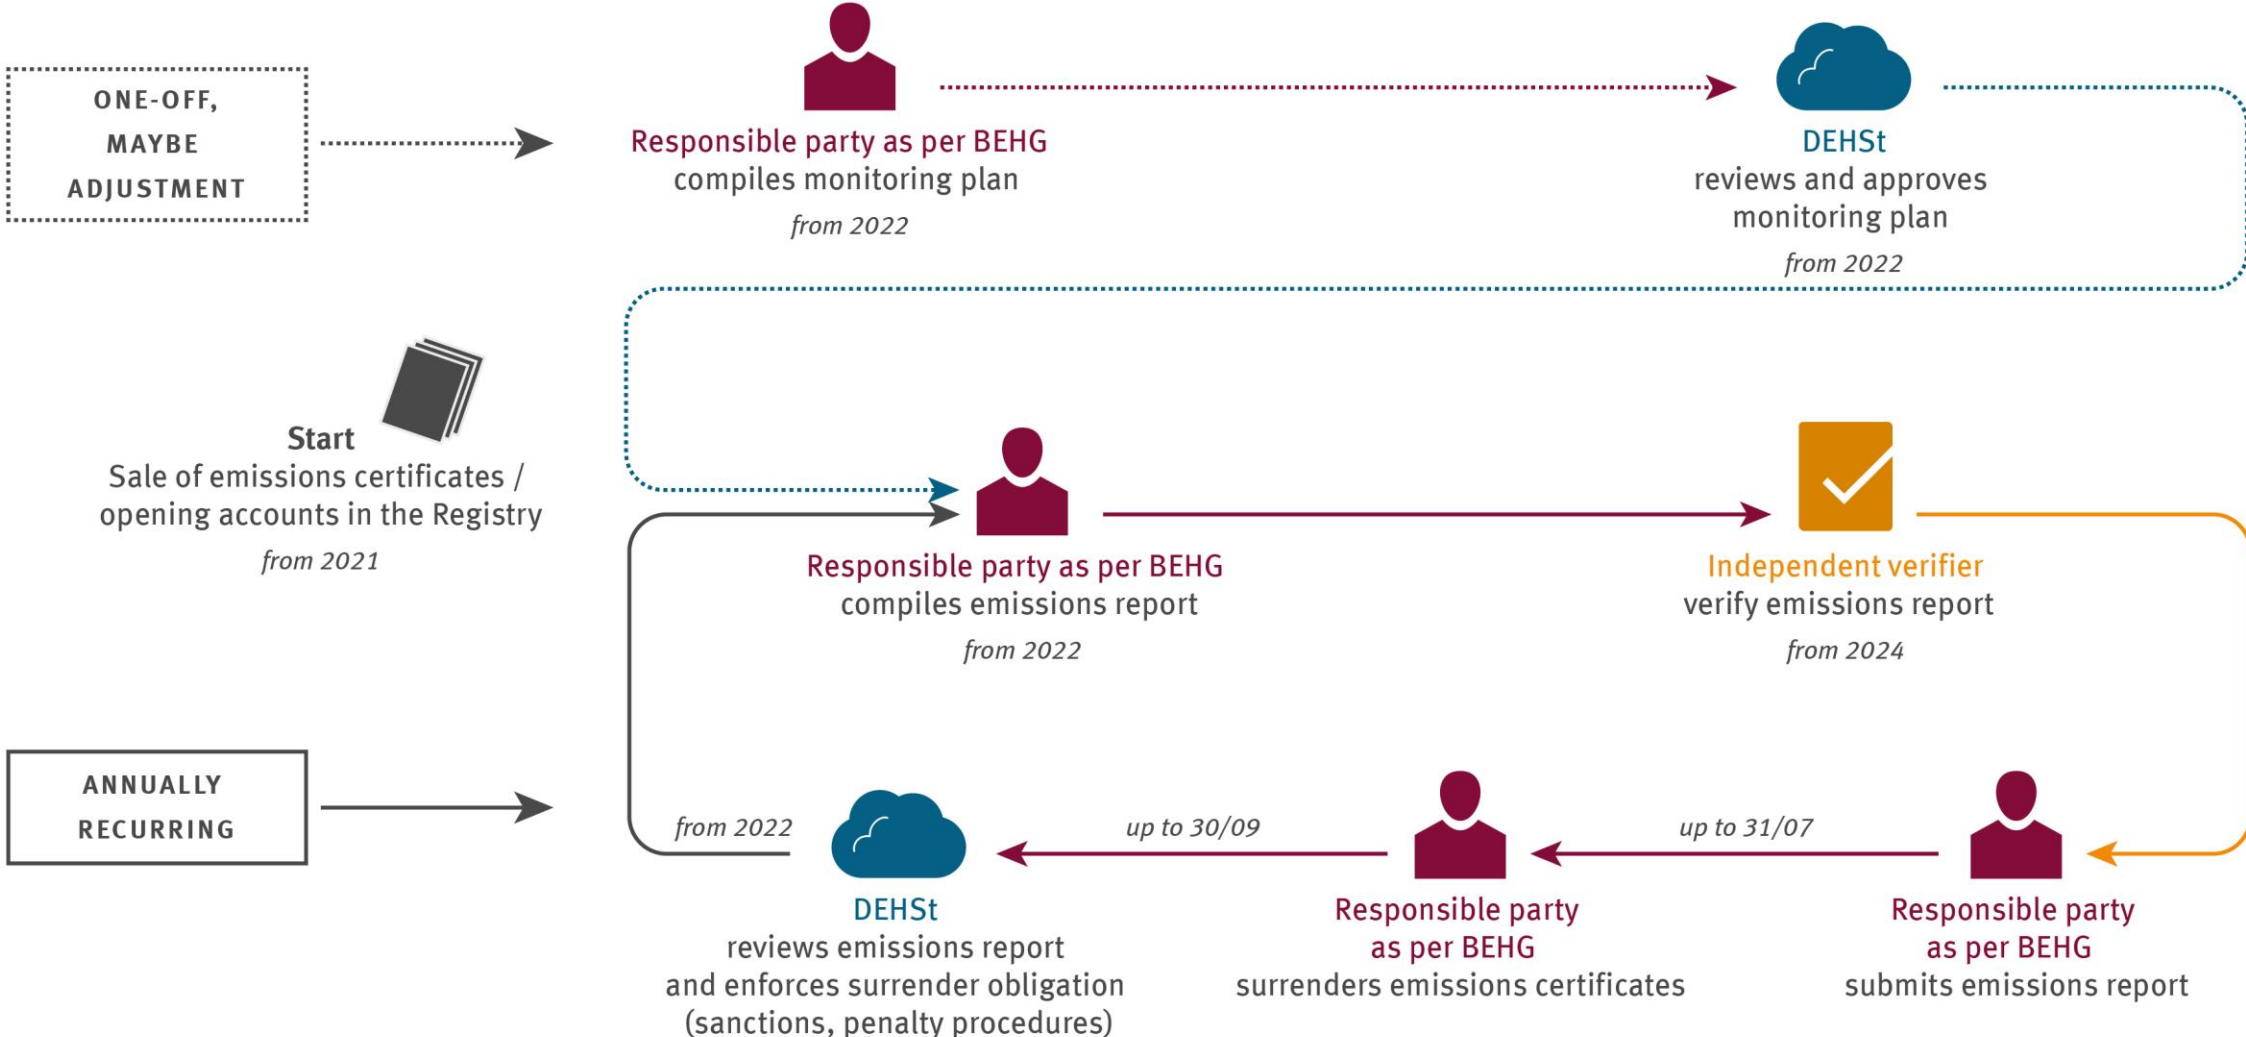 ONE-OFF,
MAYBE
ADJUSTMENT
Responsible party as per BEHG
compiles monitoring plan
from 2022
DEHSt
reviews and approves
monitoring plan
from 2022
Start
Sale of emissions certificates /
opening accounts in the Registry
from 2021
Responsible party as per BEHG
compiles emissions report
from 2022
Independent verifier
verify emissions report
from 2024
ANNUALLY
RECURRING
from 2022
DEHSt
reviews emissions report
and enforces surrender obligation
(sanctions, penalty procedures)
up to 30/09
Responsible party
as per BEHG
surrenders emissions certificates
up to 31/07
Responsible party
as per BEHG
submits emissions report